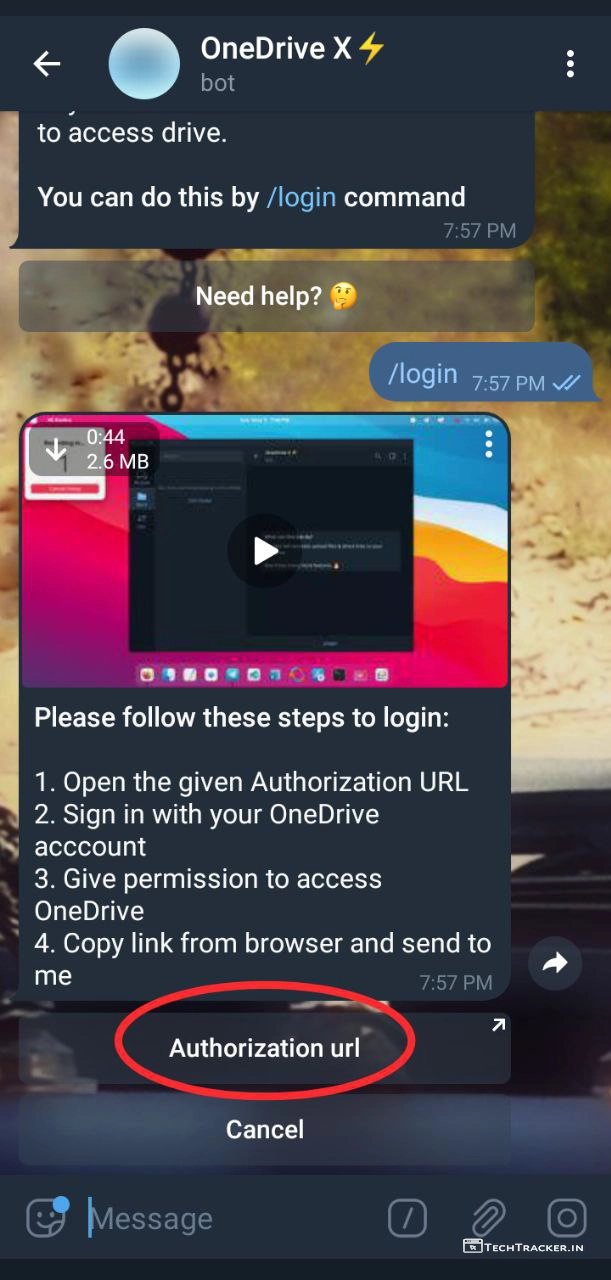 OneDrive X⚡
bot
to access drive.
You can do this by /login command
7:57 PM
Need help? 🤔
/login 7:57 PM
0:44
2.6 MB
Please follow these steps to login:
1. Open the given Authorization URL
2. Sign in with your OneDrive
acccount
3. Give permission to access
OneDrive
4. Copy link from browser and send to
me
7:57 PM
Authorization url
Cancel
Message
TECHTRACKER.IN